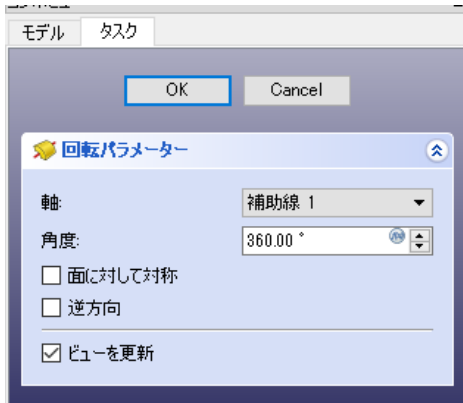 モデル タスク
OK Cancel
回転パラメーター
軸: 補助線 1
角度: 360.00 °
面に対して対称
逆方向
ビューを更新